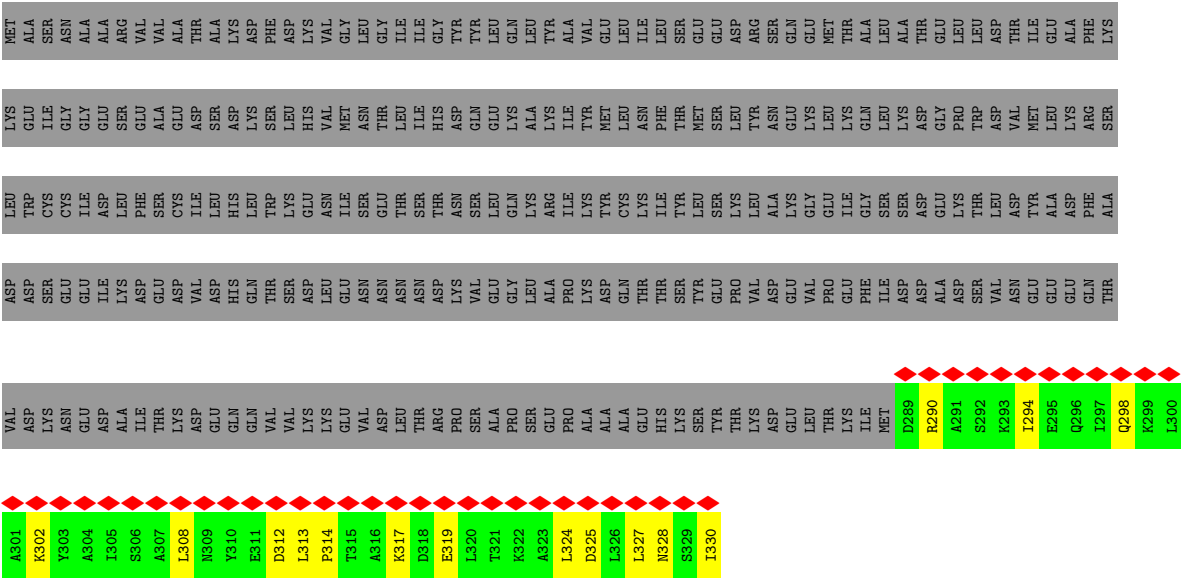 MET ALA SER ASN ALA ALA ARG VAL VAL ALA THR ALA LYS ASP PHE ASP LYS VAL GLY LEU GLY ILE ILE GLY TYR TYR LEU GLN LEU TYR ALA VAL GLU LEU ILE LEU SER GLU GLU ASP ARG SER GLN GLU MET THR ALA LEU ALA THR GLU LEU LEU ASP THR ILE GLU ALA PHE LYS
LYS GLU ILE GLY GLY GLU SER GLU ALA GLU ASP SER ASP LYS SER LEU HIS VAL MET ASN THR LEU ILE HIS ASP GLN GLU LYS ALA LYS ILE TYR MET LEU ASN PHE THR MET SER LEU TYR ASN GLU LYS LEU LYS GLN LEU LYS ASP GLY PRO TRP ASP VAL MET LEU LYS ARG SER
LEU TRP CYS CYS ILE ASP LEU PHE SER CYS ILE LEU HIS LEU TRP LYS GLU ASN ILE SER GLU THR SER THR ASN SER LEU GLN LYS ARG ILE LYS TYR CYS LYS ILE TYR LEU SER LYS LEU ALA LYS GLY GLU ILE GLY SER SER ASP GLU LYS THR LEU ASP TYR ALA ASP PHE ALA
ASP ASP SER GLU GLU ILE LYS ASP GLU ASP VAL ASP HIS GLN THR SER ASP LEU GLU ASN ASN ASN ASN ASP LYS VAL GLU GLY LEU ALA PRO LYS ASP GLN THR THR SER TYR GLU PRO VAL ASP GLU VAL PRO GLU PHE ILE ASP ASP ALA ASP SER VAL ASN GLU GLU GLU GLN THR
VAL ASP LYS ASN GLU ASP ALA ILE THR LYS ASP GLU GLN GLN VAL VAL LYS LYS GLU VAL ASP LEU THR ARG PRO SER ALA PRO SER GLU PRO ALA ALA ALA GLU HIS LYS SER TYR THR LYS ASP GLU LEU THR LYS ILE MET D289 R290 A291 S292 K293 I294 E295 Q296 I297 Q298 K299 L300
A301 K302 Y303 A304 I305 S306 A307 L308 N309 Y310 E311 D312 L313 P314 T315 A316 K317 D318 E319 L320 T321 K322 A323 L324 D325 L326 L327 N328 S329 I330